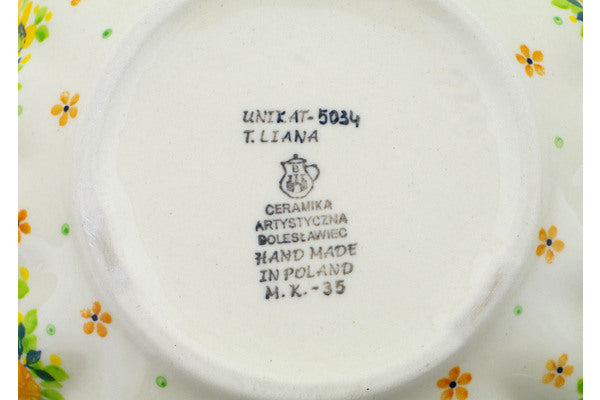 UNIKAT-5034
T. LIANA
B
CERAMIKA
ARTYSTYCZNA
BOLESŁAWIEC
HAND MADE
IN POLAND
M.K.-35